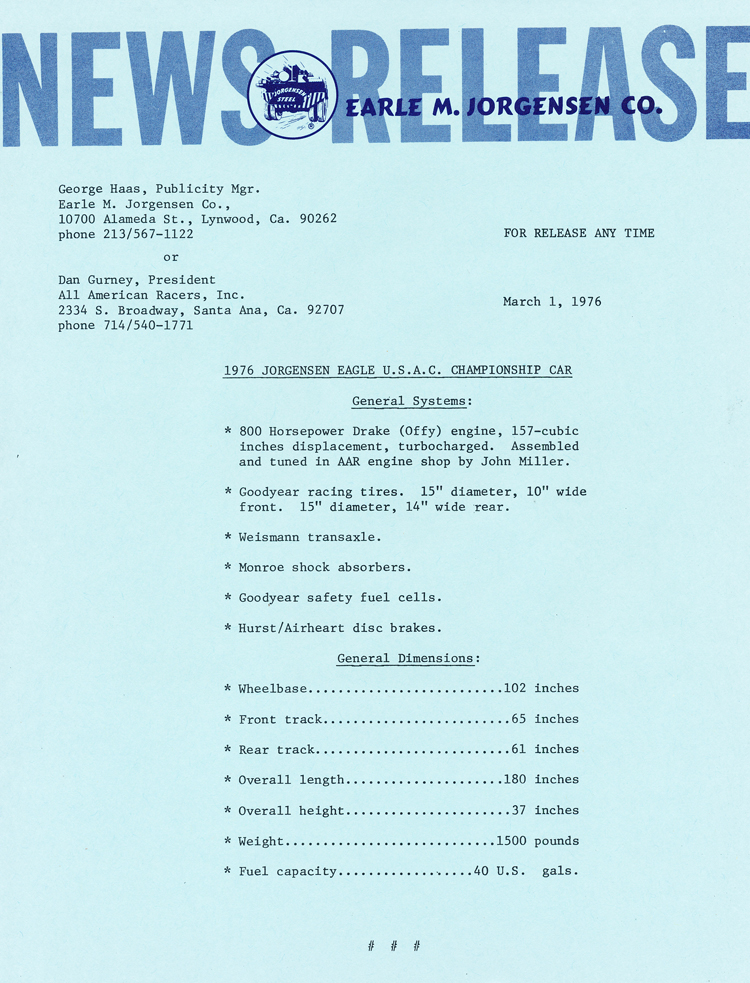 NEWS RELEASE
JORGENSEN
STEEL
®
EARLE M. JORGENSEN CO.
George Haas, Publicity Mgr.
Earle M. Jorgensen Co.,
10700 Alameda St., Lynwood, Ca. 90262
phone 213/567-1122
FOR RELEASE ANY TIME
or
Dan Gurney, President
All American Racers, Inc.
2334 S. Broadway, Santa Ana, Ca. 92707
phone 714/540-1771
March 1, 1976
1976 JORGENSEN EAGLE U.S.A.C. CHAMPIONSHIP CAR
General Systems:
* 800 Horsepower Drake (Offy) engine, 157-cubic
inches displacement, turbocharged. Assembled
and tuned in AAR engine shop by John Miller.
* Goodyear racing tires. 15" diameter, 10" wide
front. 15" diameter, 14" wide rear.
* Weismann transaxle.
* Monroe shock absorbers.
* Goodyear safety fuel cells.
* Hurst/Airheart disc brakes.
General Dimensions:
* Wheelbase..........................102 inches
* Front track.........................65 inches
* Rear track..........................61 inches
* Overall length.....................180 inches
* Overall height......................37 inches
* Weight............................1500 pounds
* Fuel capacity..................40 U.S. gals.
# # #